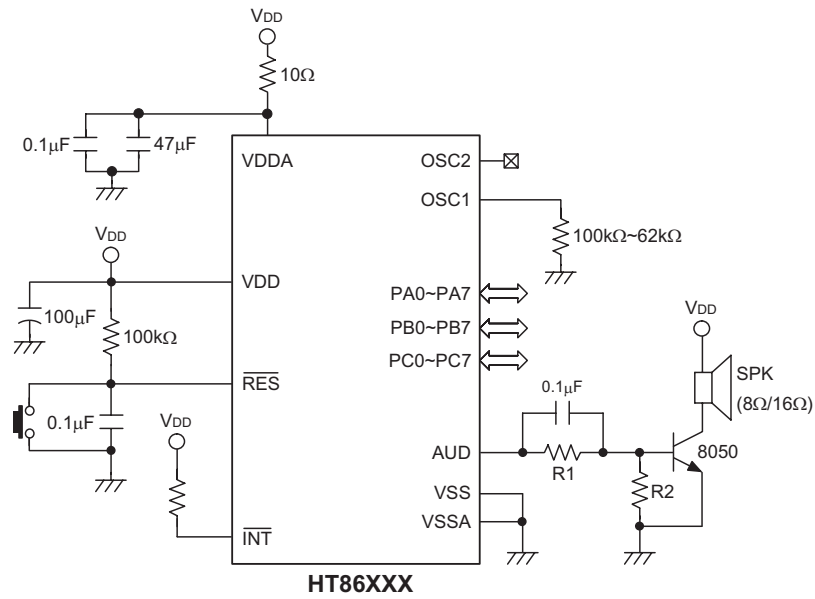 VDD
10Ω
0.1μF
47μF
VDDA
OSC2
OSC1
100kΩ~62kΩ
VDD
VDD
100μF
100kΩ
PA0~PA7
PB0~PB7
PC0~PC7
VDD
SPK
(8Ω/16Ω)
RES
0.1μF
0.1μF
VDD
AUD
R1
8050
R2
VSS
VSSA
INT
HT86XXX